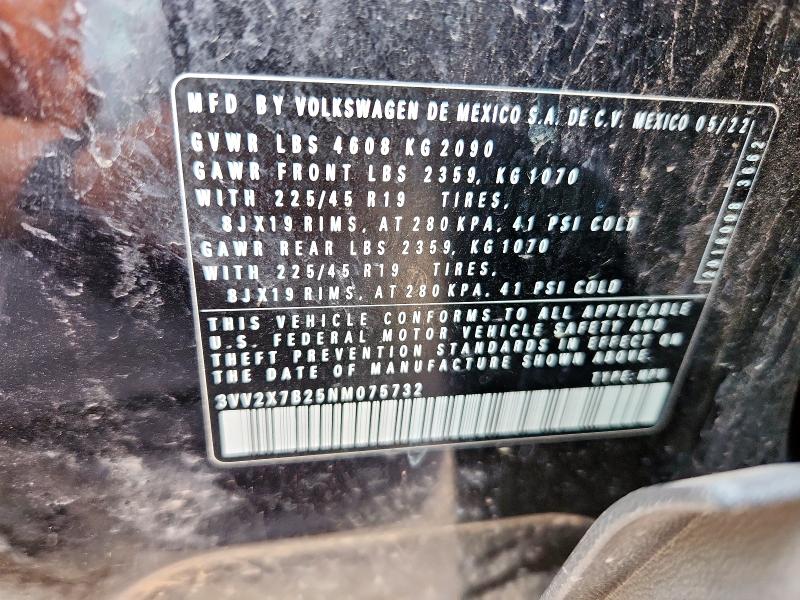 MFD BY VOLKSWAGEN DE MEXICO S.A. DE C.V. MEXICO 05/22
GVWR LBS 4608 KG 2090
GAWR FRONT LBS 2359, KG 1070
WITH 225/45 R19 TIRES,
8JX19 RIMS, AT 280 KPA, 41 PSI COLD
GAWR REAR LBS 2359, KG 1070
WITH 225/45 R19 TIRES,
8JX19 RIMS, AT 280 KPA, 41 PSI COLD
THIS VEHICLE CONFORMS TO ALL APPLICABLE
U.S. FEDERAL MOTOR VEHICLE SAFETY AND
THEFT PREVENTION STANDARDS IN EFFECT ON
THE DATE OF MANUFACTURE SHOWN ABOVE.
TYPE: MPV
3VV2X7B25NM075732